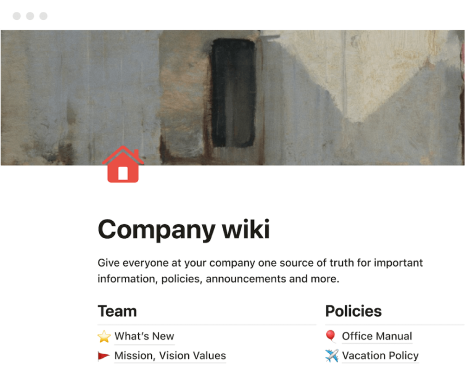 Company wiki
Give everyone at your company one source of truth for important
information, policies, announcements and more.
Team
Policies
What's New
Office Manual
Mission, Vision Values
Vacation Policy